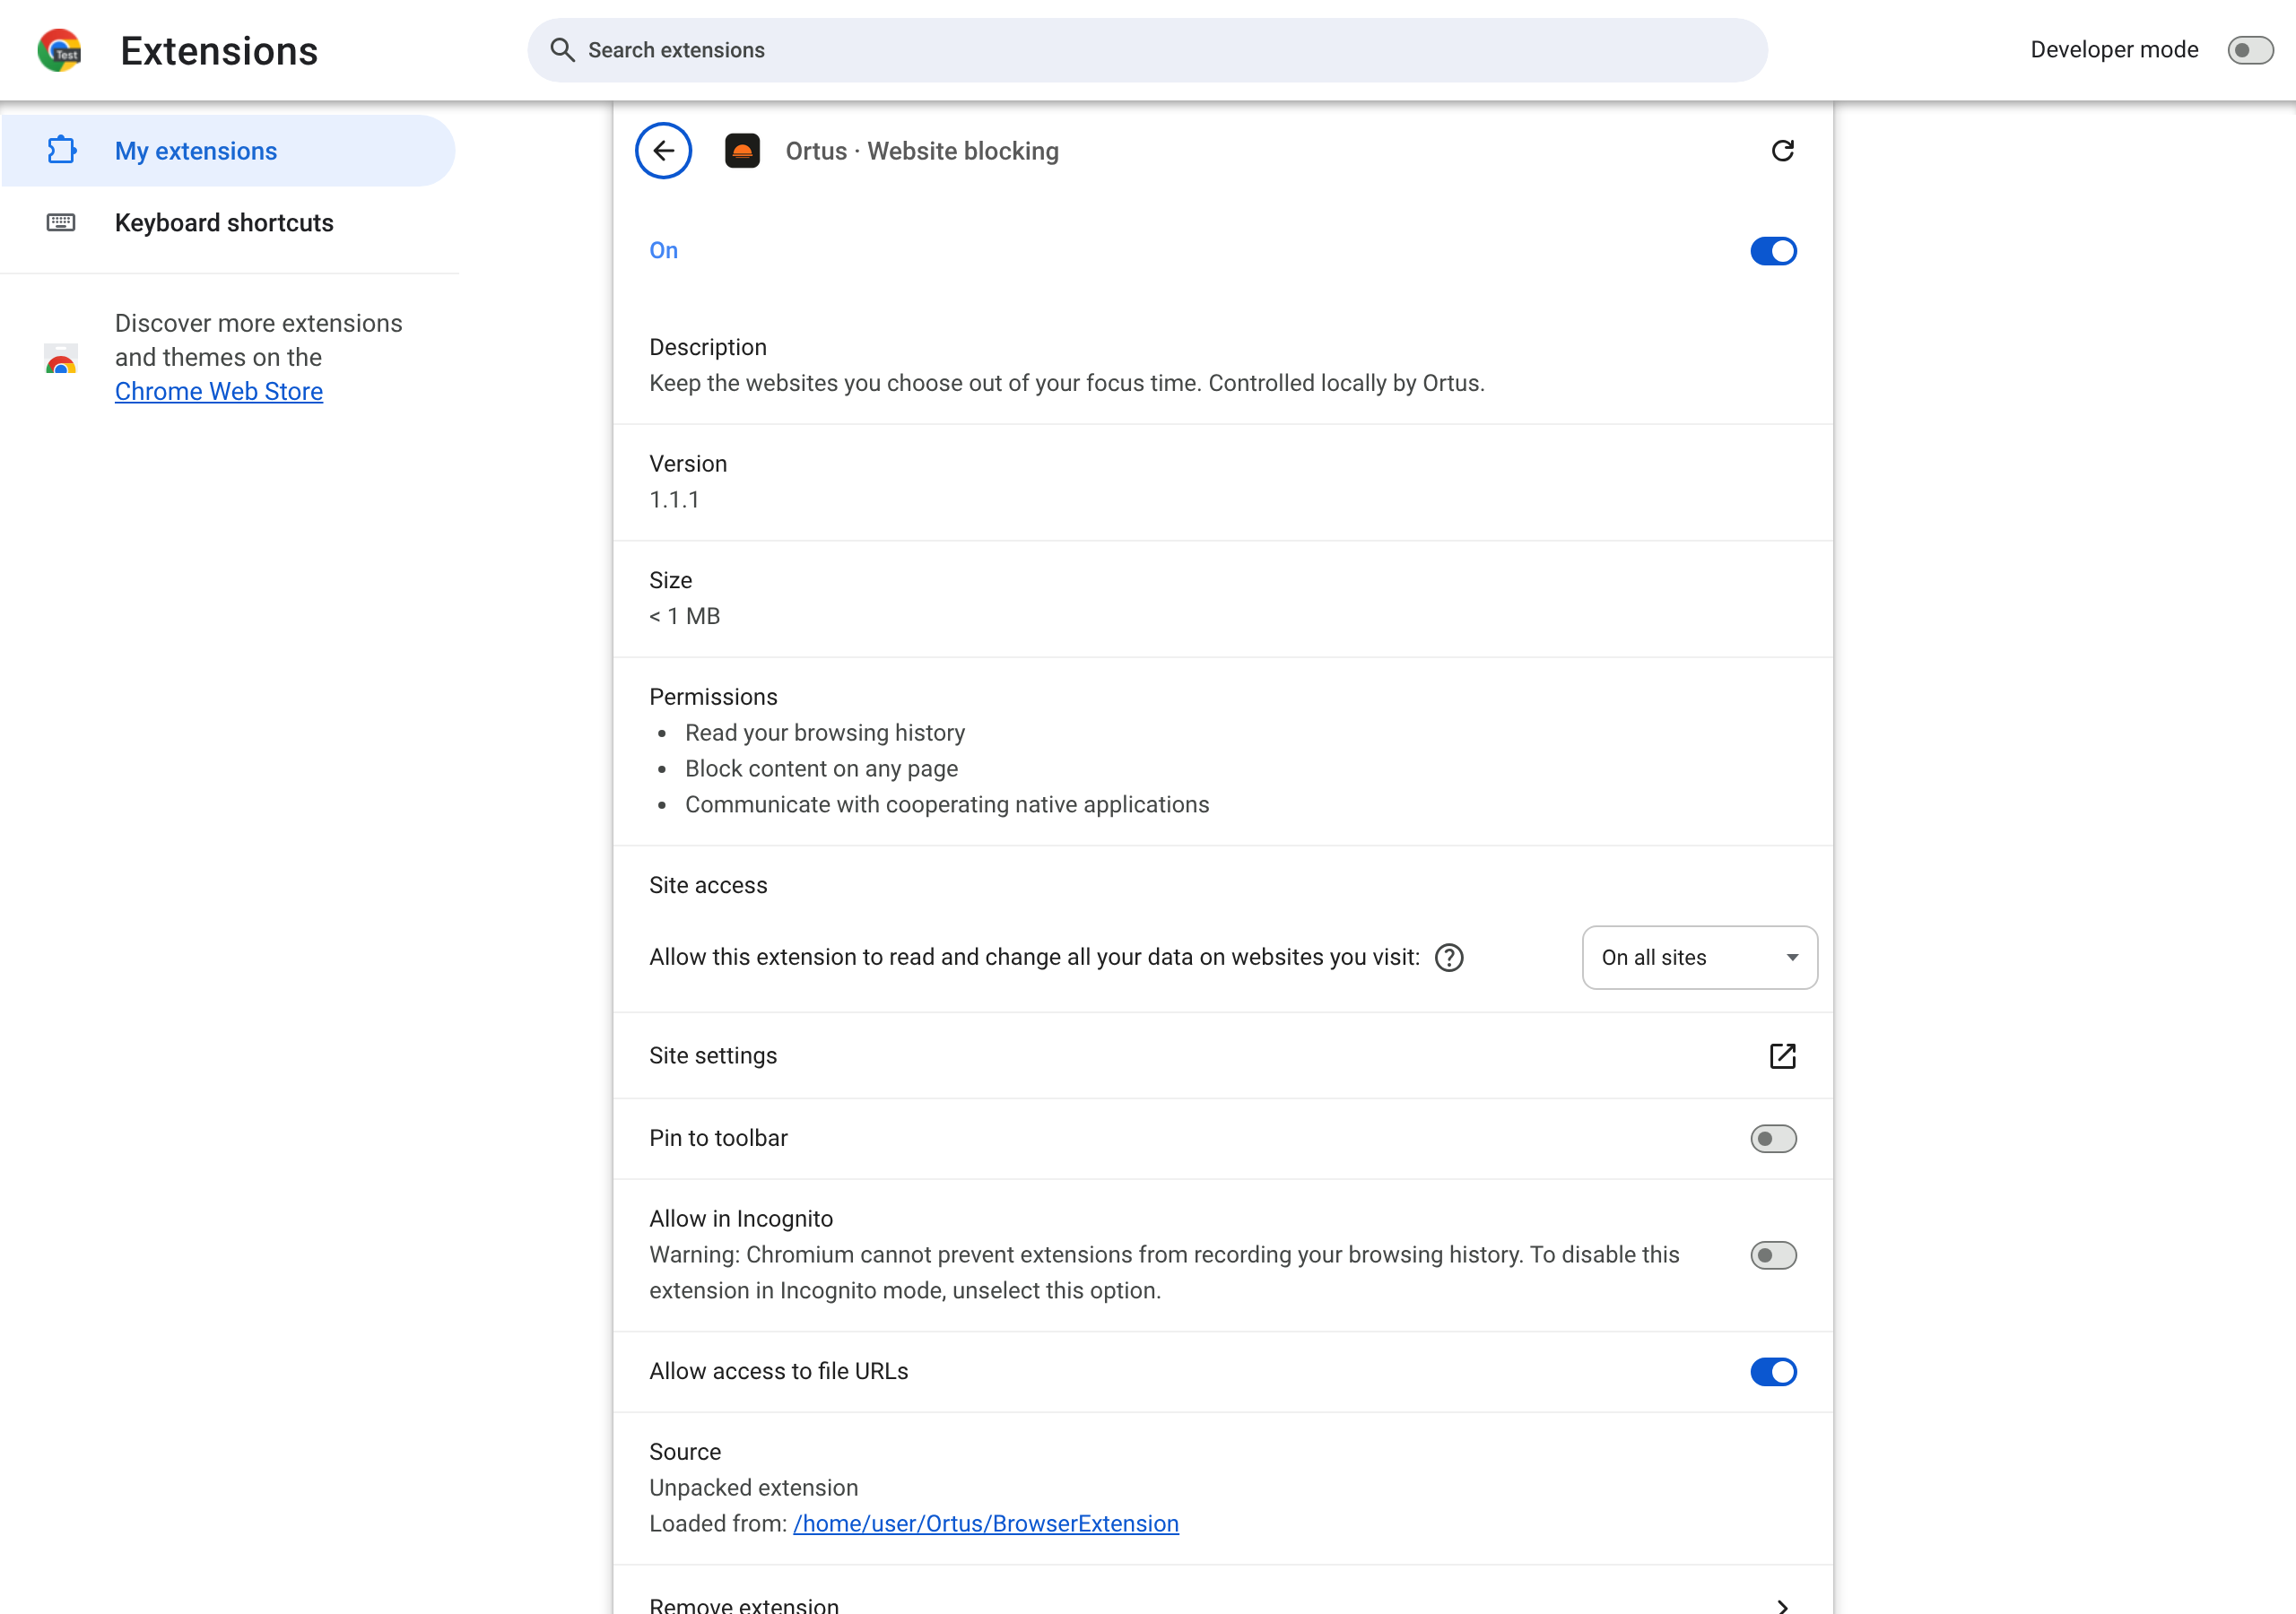 Test
Extensions
Search extensions
Developer mode
My extensions
Keyboard shortcuts
Discover more extensions
and themes on the
Chrome Web Store
Ortus · Website blocking
On
Description
Keep the websites you choose out of your focus time. Controlled locally by Ortus.
Version
1.1.1
Size
< 1 MB
Permissions
• Read your browsing history
• Block content on any page
• Communicate with cooperating native applications
Site access
Allow this extension to read and change all your data on websites you visit:
On all sites
Site settings
Pin to toolbar
Allow in Incognito
Warning: Chromium cannot prevent extensions from recording your browsing history. To disable this
extension in Incognito mode, unselect this option.
Allow access to file URLs
Source
Unpacked extension
Loaded from: /home/user/Ortus/BrowserExtension
Remove extension